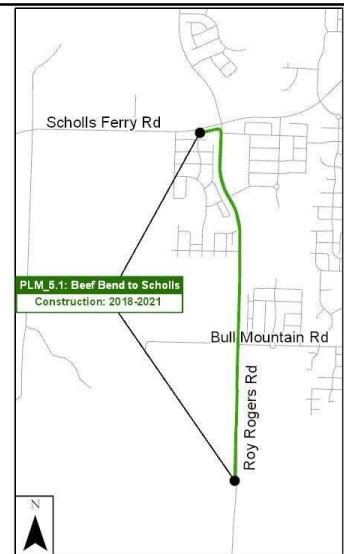 Scholls Ferry Rd
PLM_5.1: Beef Bend to Scholls
Construction: 2018-2021
Bull Mountain Rd
Roy Rogers Rd
N